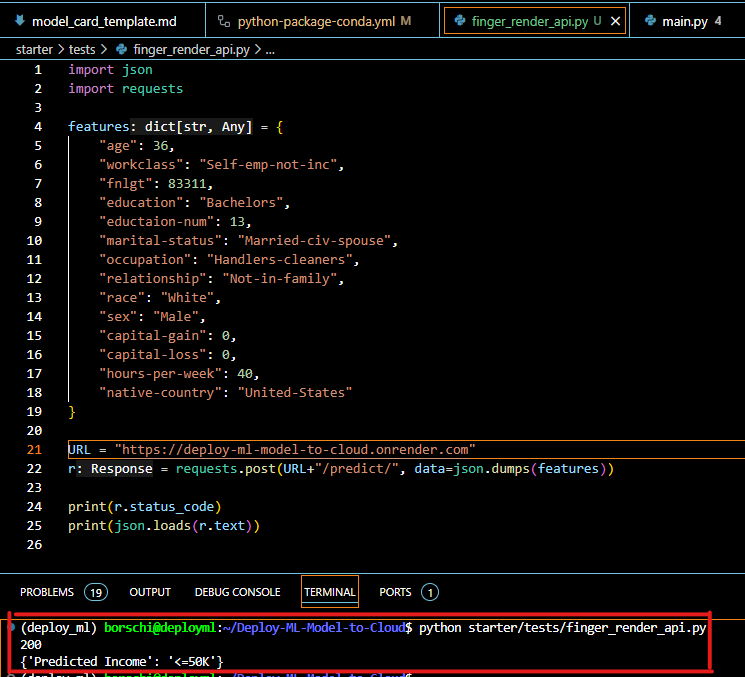 model_card_template.md python-package-conda.yml M finger_render_api.py U main.py 4
starter > tests > finger_render_api.py > ...
1 import json
2 import requests
3
4 features: dict[str, Any] = {
5 "age": 36,
6 "workclass": "Self-emp-not-inc",
7 "fnlgt": 83311,
8 "education": "Bachelors",
9 "eductaion-num": 13,
10 "marital-status": "Married-civ-spouse",
11 "occupation": "Handlers-cleaners",
12 "relationship": "Not-in-family",
13 "race": "White",
14 "sex": "Male",
15 "capital-gain": 0,
16 "capital-loss": 0,
17 "hours-per-week": 40,
18 "native-country": "United-States"
19 }
20
21 URL = "https://deploy-ml-model-to-cloud.onrender.com"
22 r: Response = requests.post(URL+"/predict/", data=json.dumps(features))
23
24 print(r.status_code)
25 print(json.loads(r.text))
26
PROBLEMS 19 OUTPUT DEBUG CONSOLE TERMINAL PORTS 1
(deploy_ml) borschi@deployml:~/Deploy-ML-Model-to-Cloud$ python starter/tests/finger_render_api.py
200
{'Predicted Income': '<=50K'}
(deploy_ml) borschi@deployml:~/Deploy-ML-Model-to-Cloud$